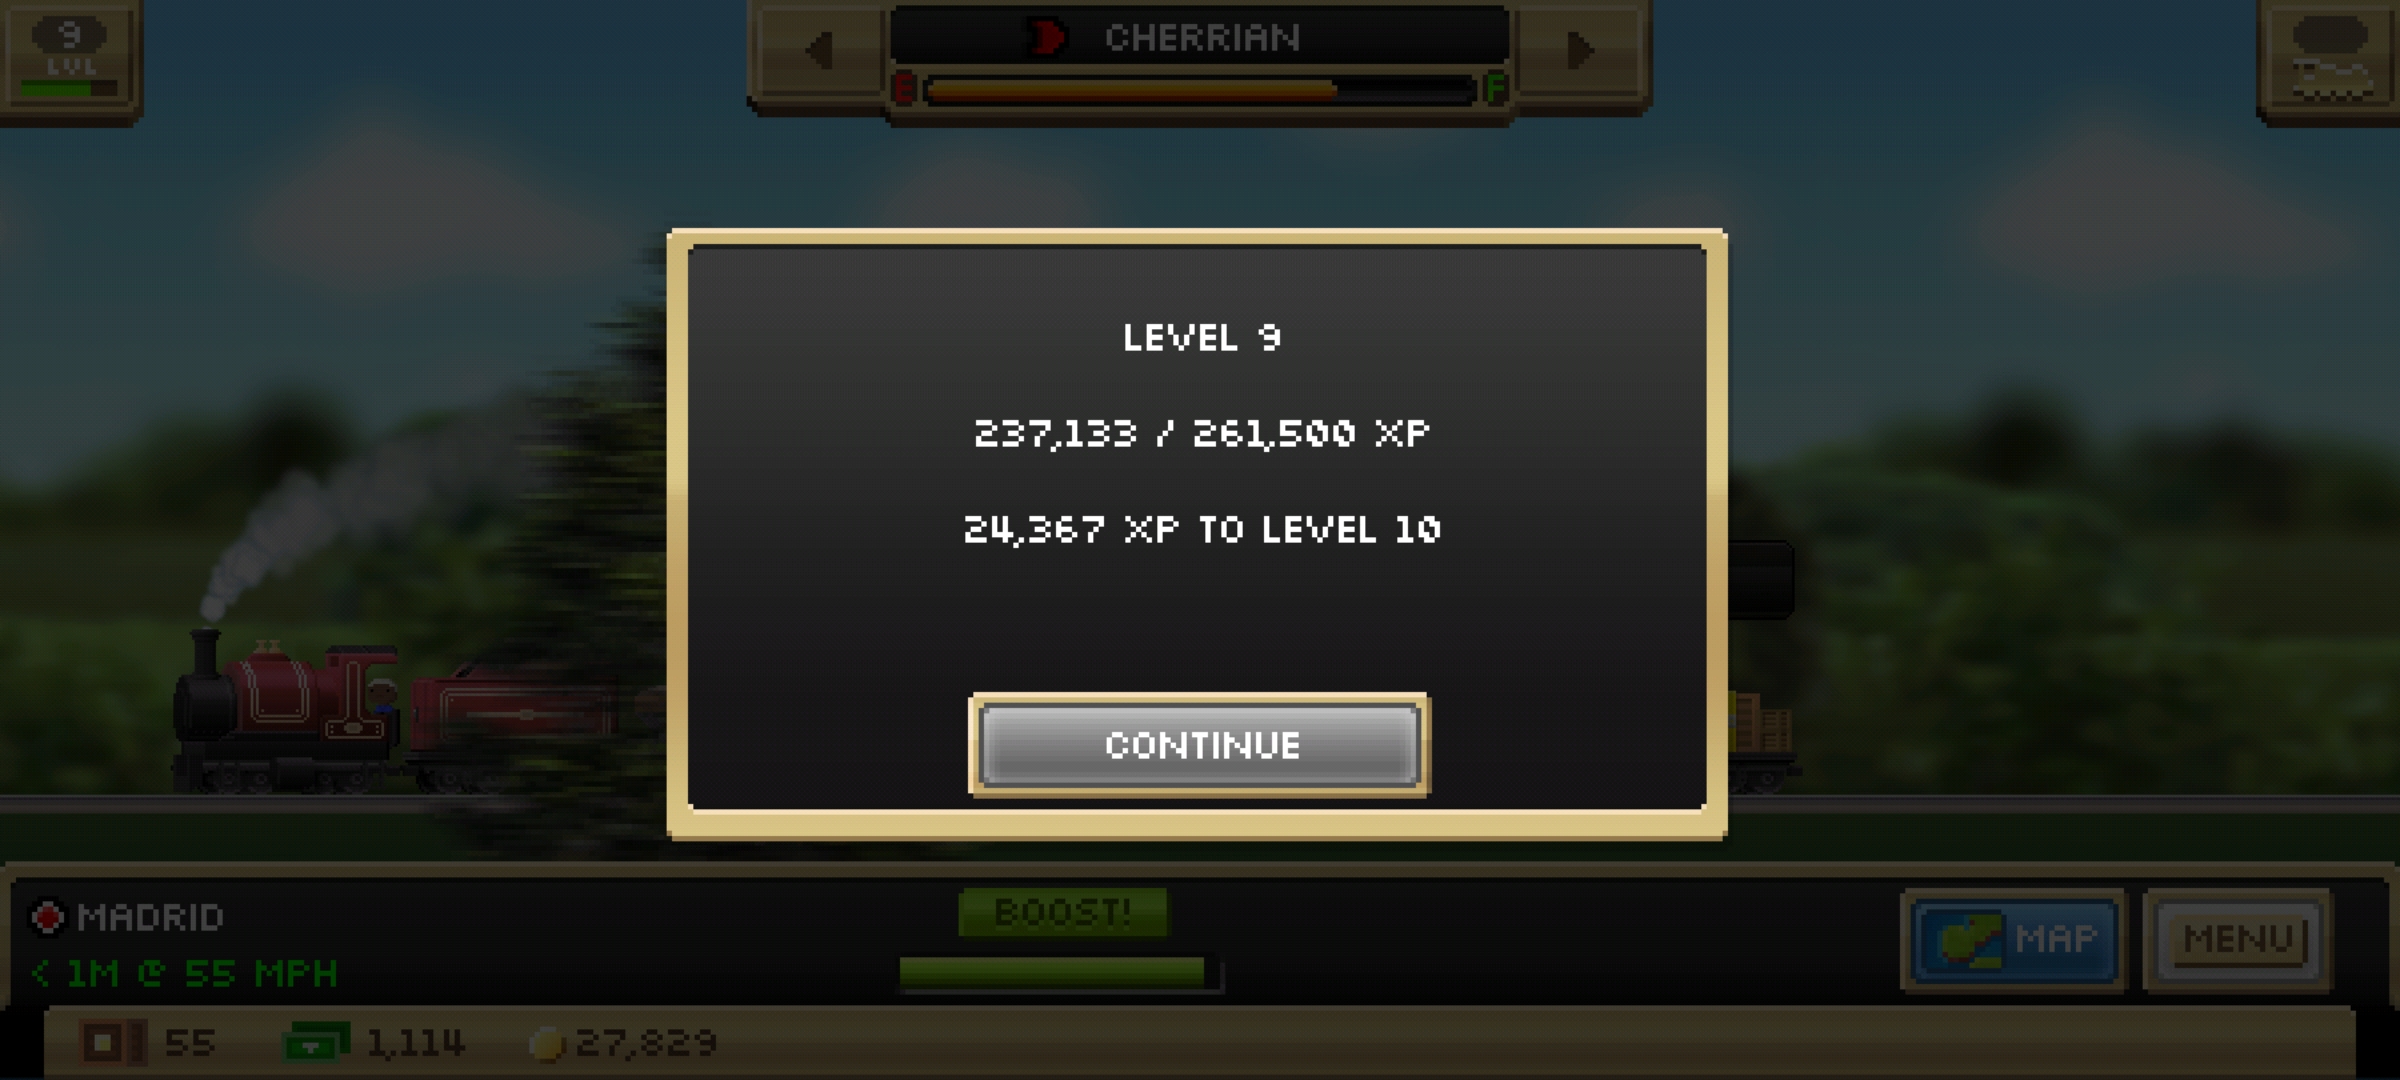 9
LVL
CHERRIAN
E F
LEVEL 9
237,133 / 261,500 XP
24,367 XP TO LEVEL 10
CONTINUE
MADRID
< 1M @ 55 MPH
BOOST!
MAP
MENU
55 1,114 27,829